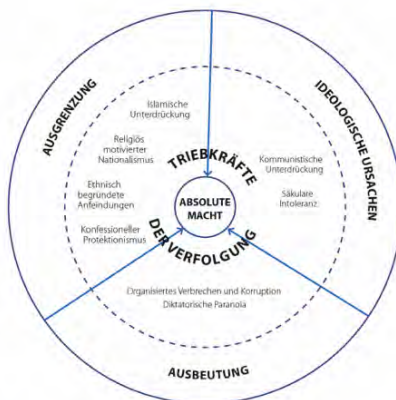 AUSGRENZUNG
IDEOLOGISCHE URSACHEN
Islamische
Unterdrückung
Religiös
motivierter
Nationalismus
Ethnisch
begründete
Anfeindungen
Konfessioneller
Protektionismus
TRIEBKRÄFTE
ABSOLUTE
MACHT
DER VERFOLGUNG
Kommunistische
Unterdrückung
Säkulare
Intoleranz
Organisiertes Verbrechen und Korruption
Diktatorische Paranoia
AUSBEUTUNG